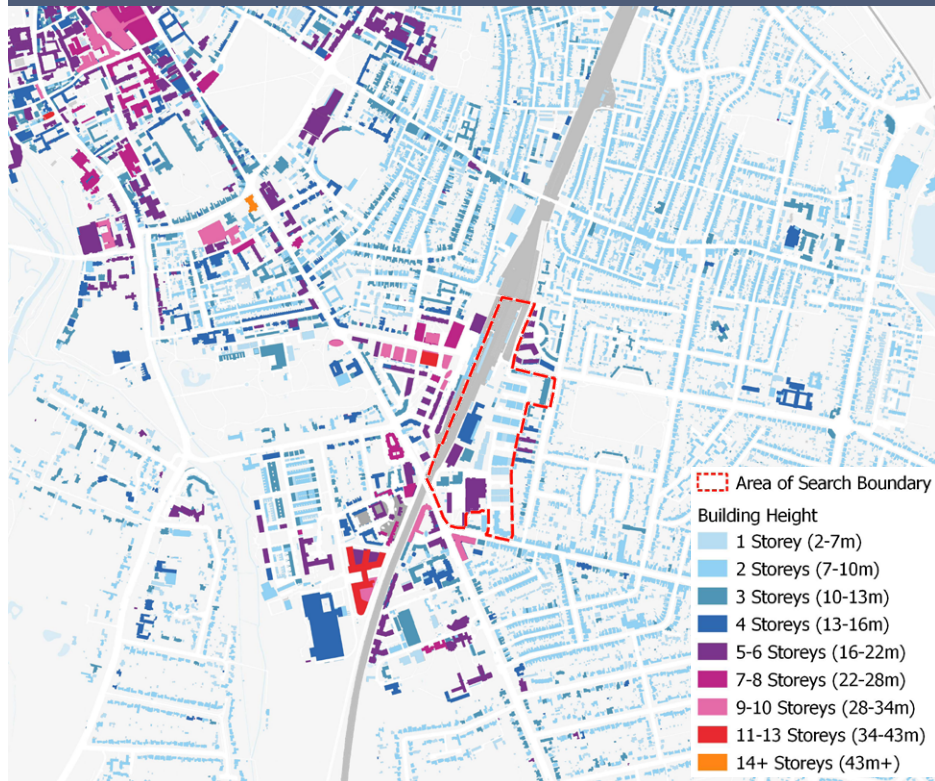 Area of Search Boundary
Building Height
1 Storey (2-7m)
2 Storeys (7-10m)
3 Storeys (10-13m)
4 Storeys (13-16m)
5-6 Storeys (16-22m)
7-8 Storeys (22-28m)
9-10 Storeys (28-34m)
11-13 Storeys (34-43m)
14+ Storeys (43m+)